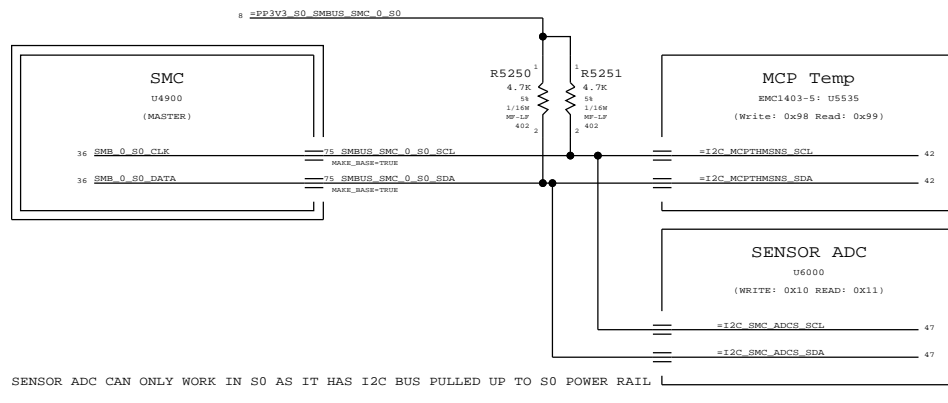 8 =PP3V3_S0_SMBUS_SMC_0_S0
SMC
U4900
(MASTER)
R5250
4.7K
5%
1/16W
MF-LF
402
1
2
R5251
4.7K
5%
1/16W
MF-LF
402
1
2
MCP Temp
EMC1403-5: U5535
(Write: 0x98 Read: 0x99)
36 SMB_0_S0_CLK
75 SMBUS_SMC_0_S0_SCL
MAKE_BASE=TRUE
=I2C_MCPTHMSNS_SCL 42
36 SMB_0_S0_DATA
75 SMBUS_SMC_0_S0_SDA
MAKE_BASE=TRUE
=I2C_MCPTHMSNS_SDA 42
SENSOR ADC
U6000
(WRITE: 0X10 READ: 0X11)
=I2C_SMC_ADCS_SCL 47
=I2C_SMC_ADCS_SDA 47
SENSOR ADC CAN ONLY WORK IN S0 AS IT HAS I2C BUS PULLED UP TO S0 POWER RAIL